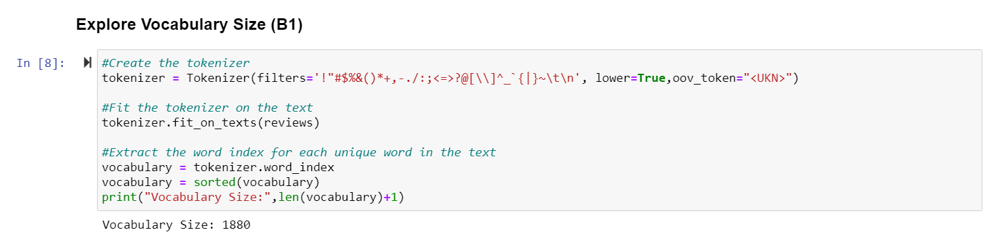 Explore Vocabulary Size (B1)
In [8]:
#Create the tokenizer
tokenizer = Tokenizer(filters='!"#$%&()*+,-./:;<=>?@[\\]^_`{|}~\t\n', lower=True,oov_token="<UKN>")
#Fit the tokenizer on the text
tokenizer.fit_on_texts(reviews)
#Extract the word index for each unique word in the text
vocabulary = tokenizer.word_index
vocabulary = sorted(vocabulary)
print("Vocabulary Size:",len(vocabulary)+1)
Vocabulary Size: 1880